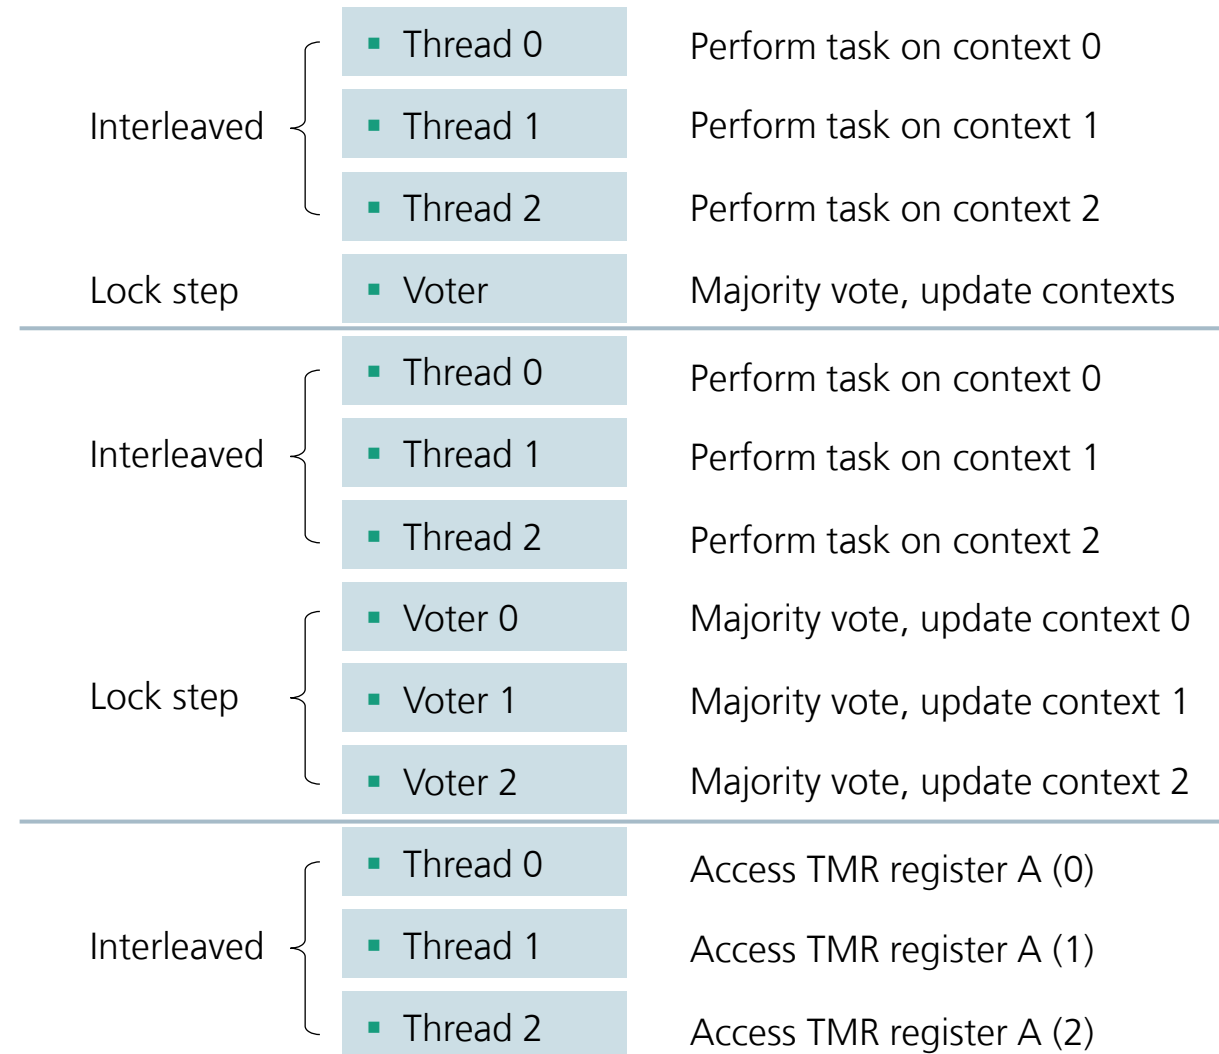 Thread 0 Perform task on context 0
Interleaved Thread 1 Perform task on context 1
Thread 2 Perform task on context 2
Lock step Voter Majority vote, update contexts
Thread 0 Perform task on context 0
Interleaved Thread 1 Perform task on context 1
Thread 2 Perform task on context 2
Voter 0 Majority vote, update context 0
Lock step Voter 1 Majority vote, update context 1
Voter 2 Majority vote, update context 2
Thread 0 Access TMR register A (0)
Interleaved Thread 1 Access TMR register A (1)
Thread 2 Access TMR register A (2)